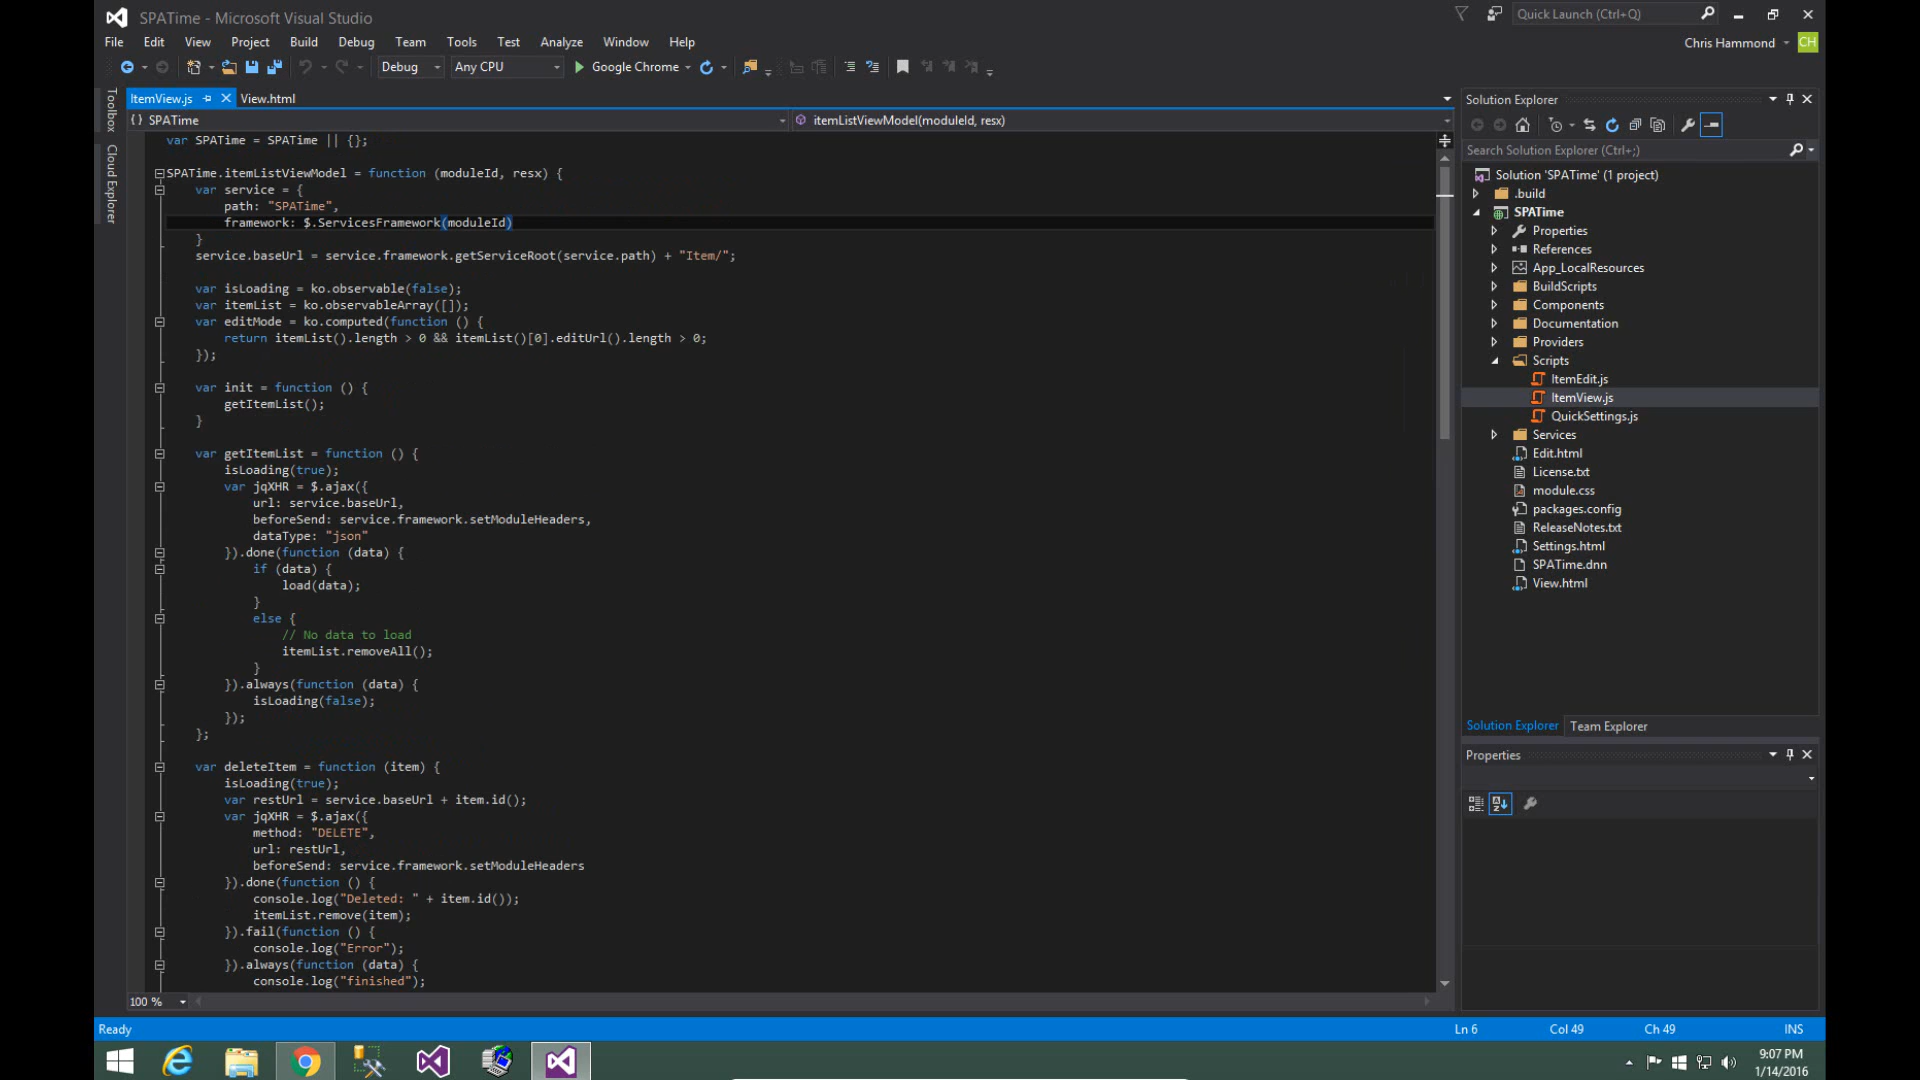 SPATime - Microsoft Visual Studio
Quick Launch (Ctrl+Q)
File Edit View Project Build Debug Team Tools Test Analyze Window Help
Chris Hammond CH
Debug Any CPU Google Chrome
Toolbox
Cloud Explorer
ItemView.js View.html
{} SPATime
itemListViewModel(moduleId, resx)
var SPATime = SPATime || {};
SPATime.itemListViewModel = function (moduleId, resx) {
var service = {
path: "SPATime",
framework: $.ServicesFramework(moduleId)
}
service.baseUrl = service.framework.getServiceRoot(service.path) + "Item/";
var isLoading = ko.observable(false);
var itemList = ko.observableArray([]);
var editMode = ko.computed(function () {
return itemList().length > 0 && itemList()[0].editUrl().length > 0;
});
var init = function () {
getItemList();
}
var getItemList = function () {
isLoading(true);
var jqXHR = $.ajax({
url: service.baseUrl,
beforeSend: service.framework.setModuleHeaders,
dataType: "json"
}).done(function (data) {
if (data) {
load(data);
}
else {
// No data to load
itemList.removeAll();
}
}).always(function (data) {
isLoading(false);
});
};
var deleteItem = function (item) {
isLoading(true);
var restUrl = service.baseUrl + item.id();
var jqXHR = $.ajax({
method: "DELETE",
url: restUrl,
beforeSend: service.framework.setModuleHeaders
}).done(function () {
console.log("Deleted: " + item.id());
itemList.remove(item);
}).fail(function () {
console.log("Error");
}).always(function (data) {
console.log("finished");
100 %
Solution Explorer
Search Solution Explorer (Ctrl+;)
Solution 'SPATime' (1 project)
.build
SPATime
Properties
References
App_LocalResources
BuildScripts
Components
Documentation
Providers
Scripts
ItemEdit.js
ItemView.js
QuickSettings.js
Services
Edit.html
License.txt
module.css
packages.config
ReleaseNotes.txt
Settings.html
SPATime.dnn
View.html
Solution Explorer Team Explorer
Properties
Ready
Ln 6 Col 49 Ch 49 INS
9:07 PM
1/14/2016